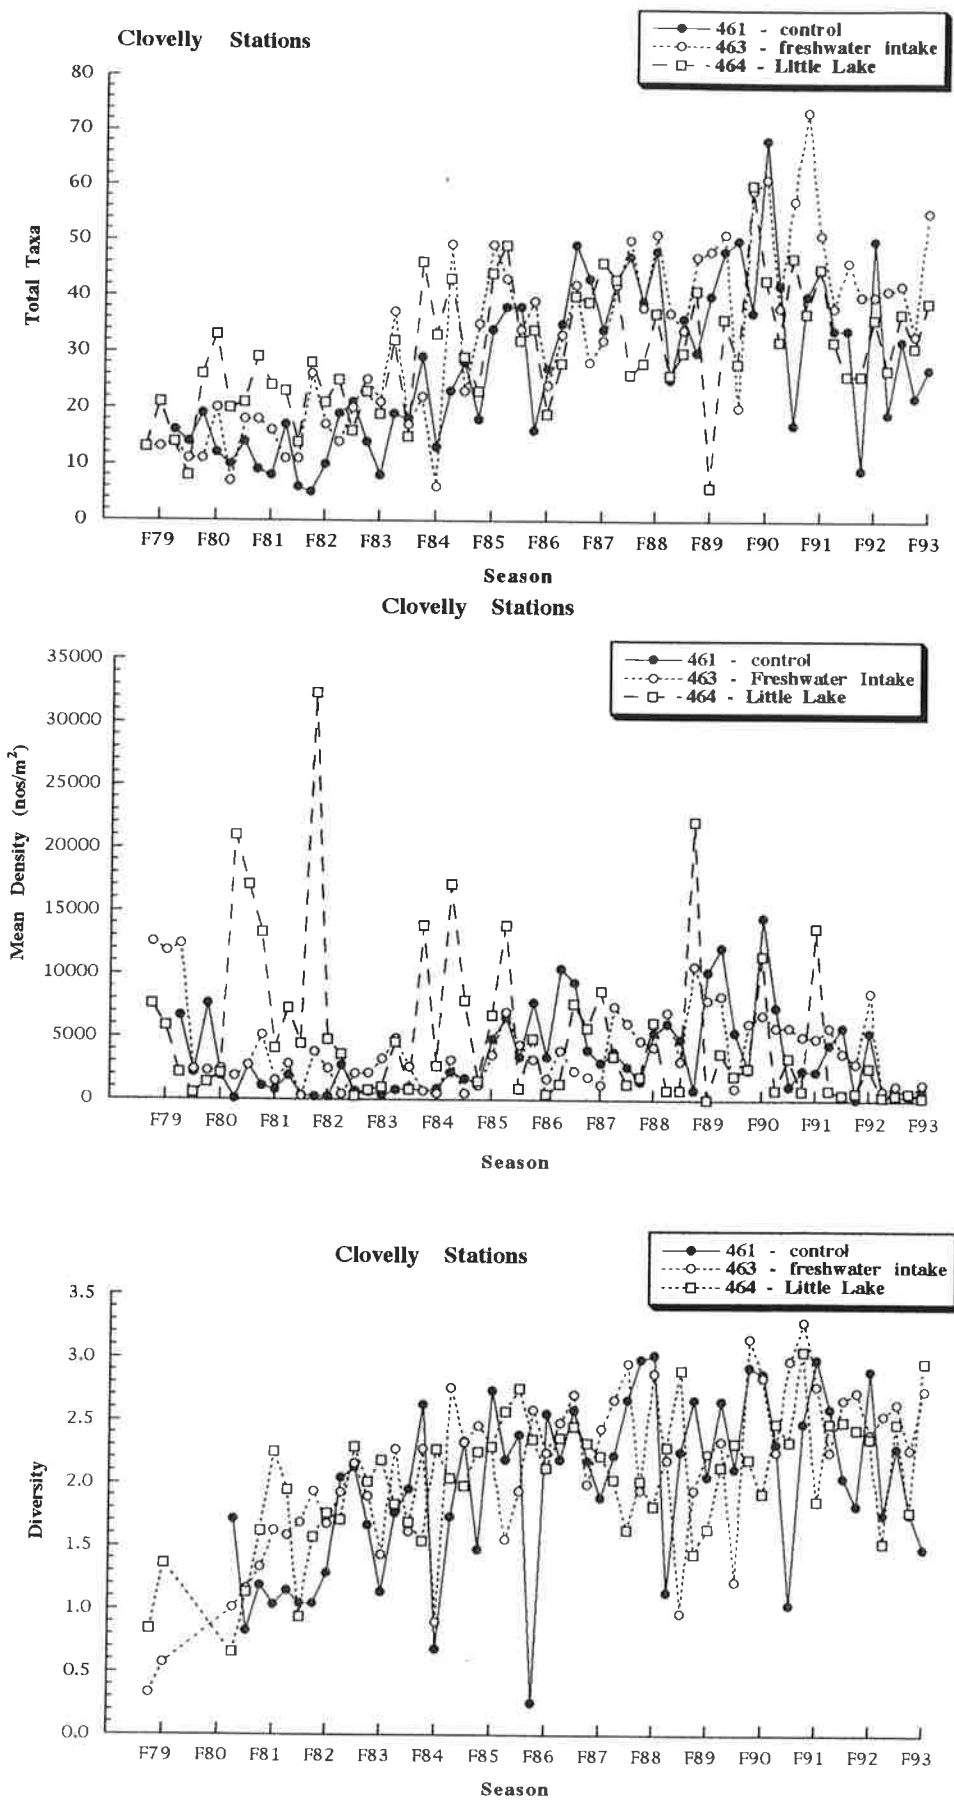 Clovelly Stations
461 - control
463 - freshwater intake
464 - Little Lake
80
70
60
50
40
30
20
10
0
Total Taxa
F79 F80 F81 F82 F83 F84 F85 F86 F87 F88 F89 F90 F91 F92 F93
Season
Clovelly Stations
461 - control
463 - Freshwater Intake
464 - Little Lake
35000
30000
25000
20000
15000
10000
5000
0
Mean Density (nos/m²)
F79 F80 F81 F82 F83 F84 F85 F86 F87 F88 F89 F90 F91 F92 F93
Season
Clovelly Stations
461 - control
463 - freshwater intake
464 - Little Lake
3.5
3.0
2.5
2.0
1.5
1.0
0.5
0.0
Diversity
F79 F80 F81 F82 F83 F84 F85 F86 F87 F88 F89 F90 F91 F92 F93
Season